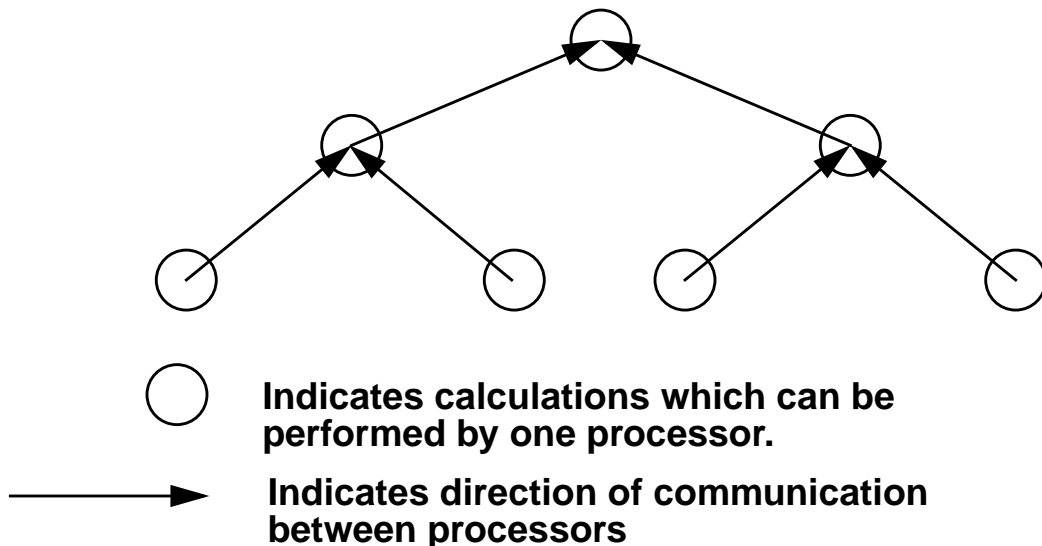 Indicates calculations which can be
performed by one processor.
Indicates direction of communication
between processors